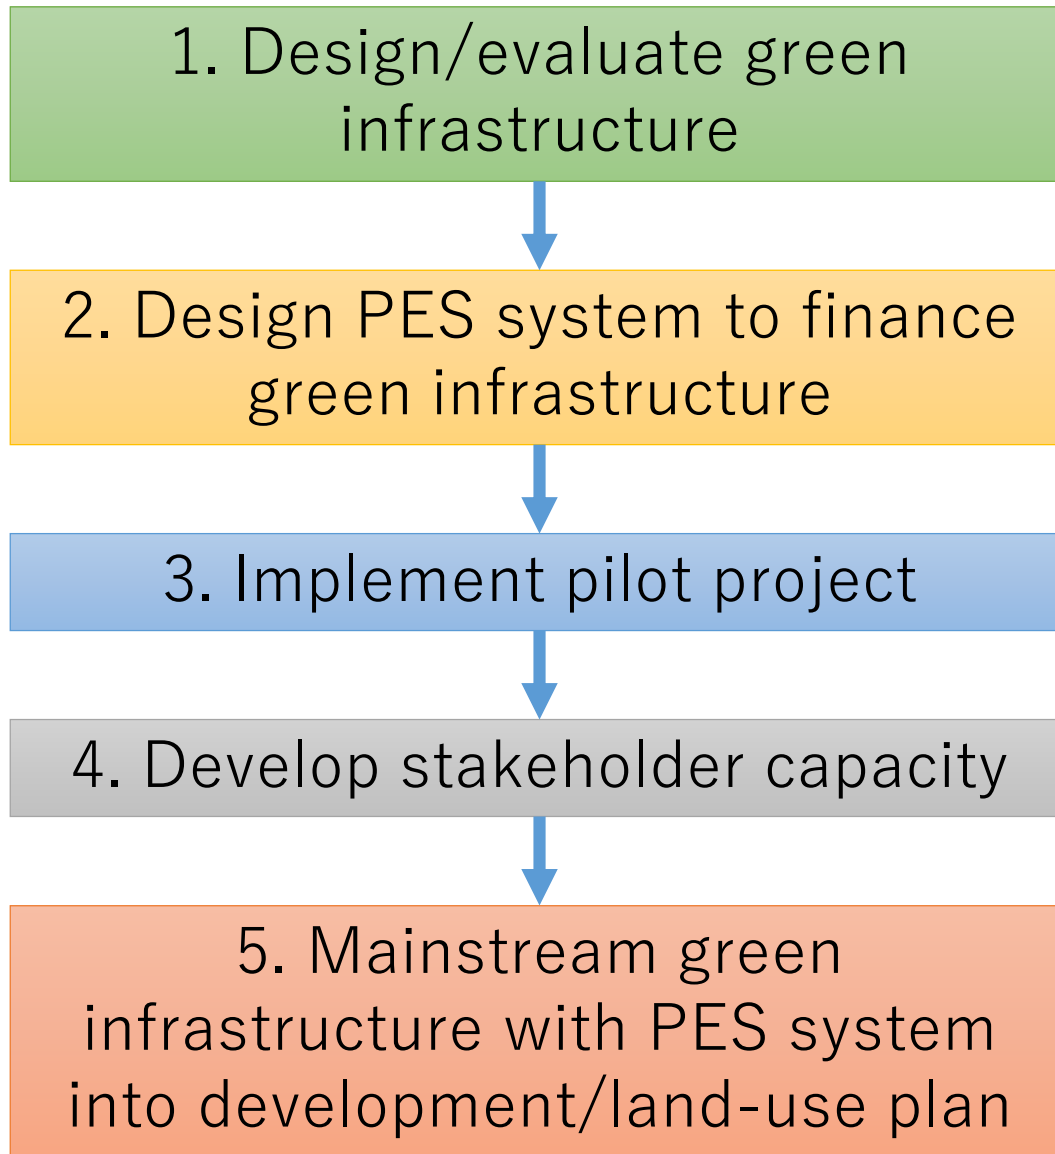 1. Design/evaluate green
infrastructure
2. Design PES system to finance
green infrastructure
3. Implement pilot project
4. Develop stakeholder capacity
5. Mainstream green
infrastructure with PES system
into development/land-use plan